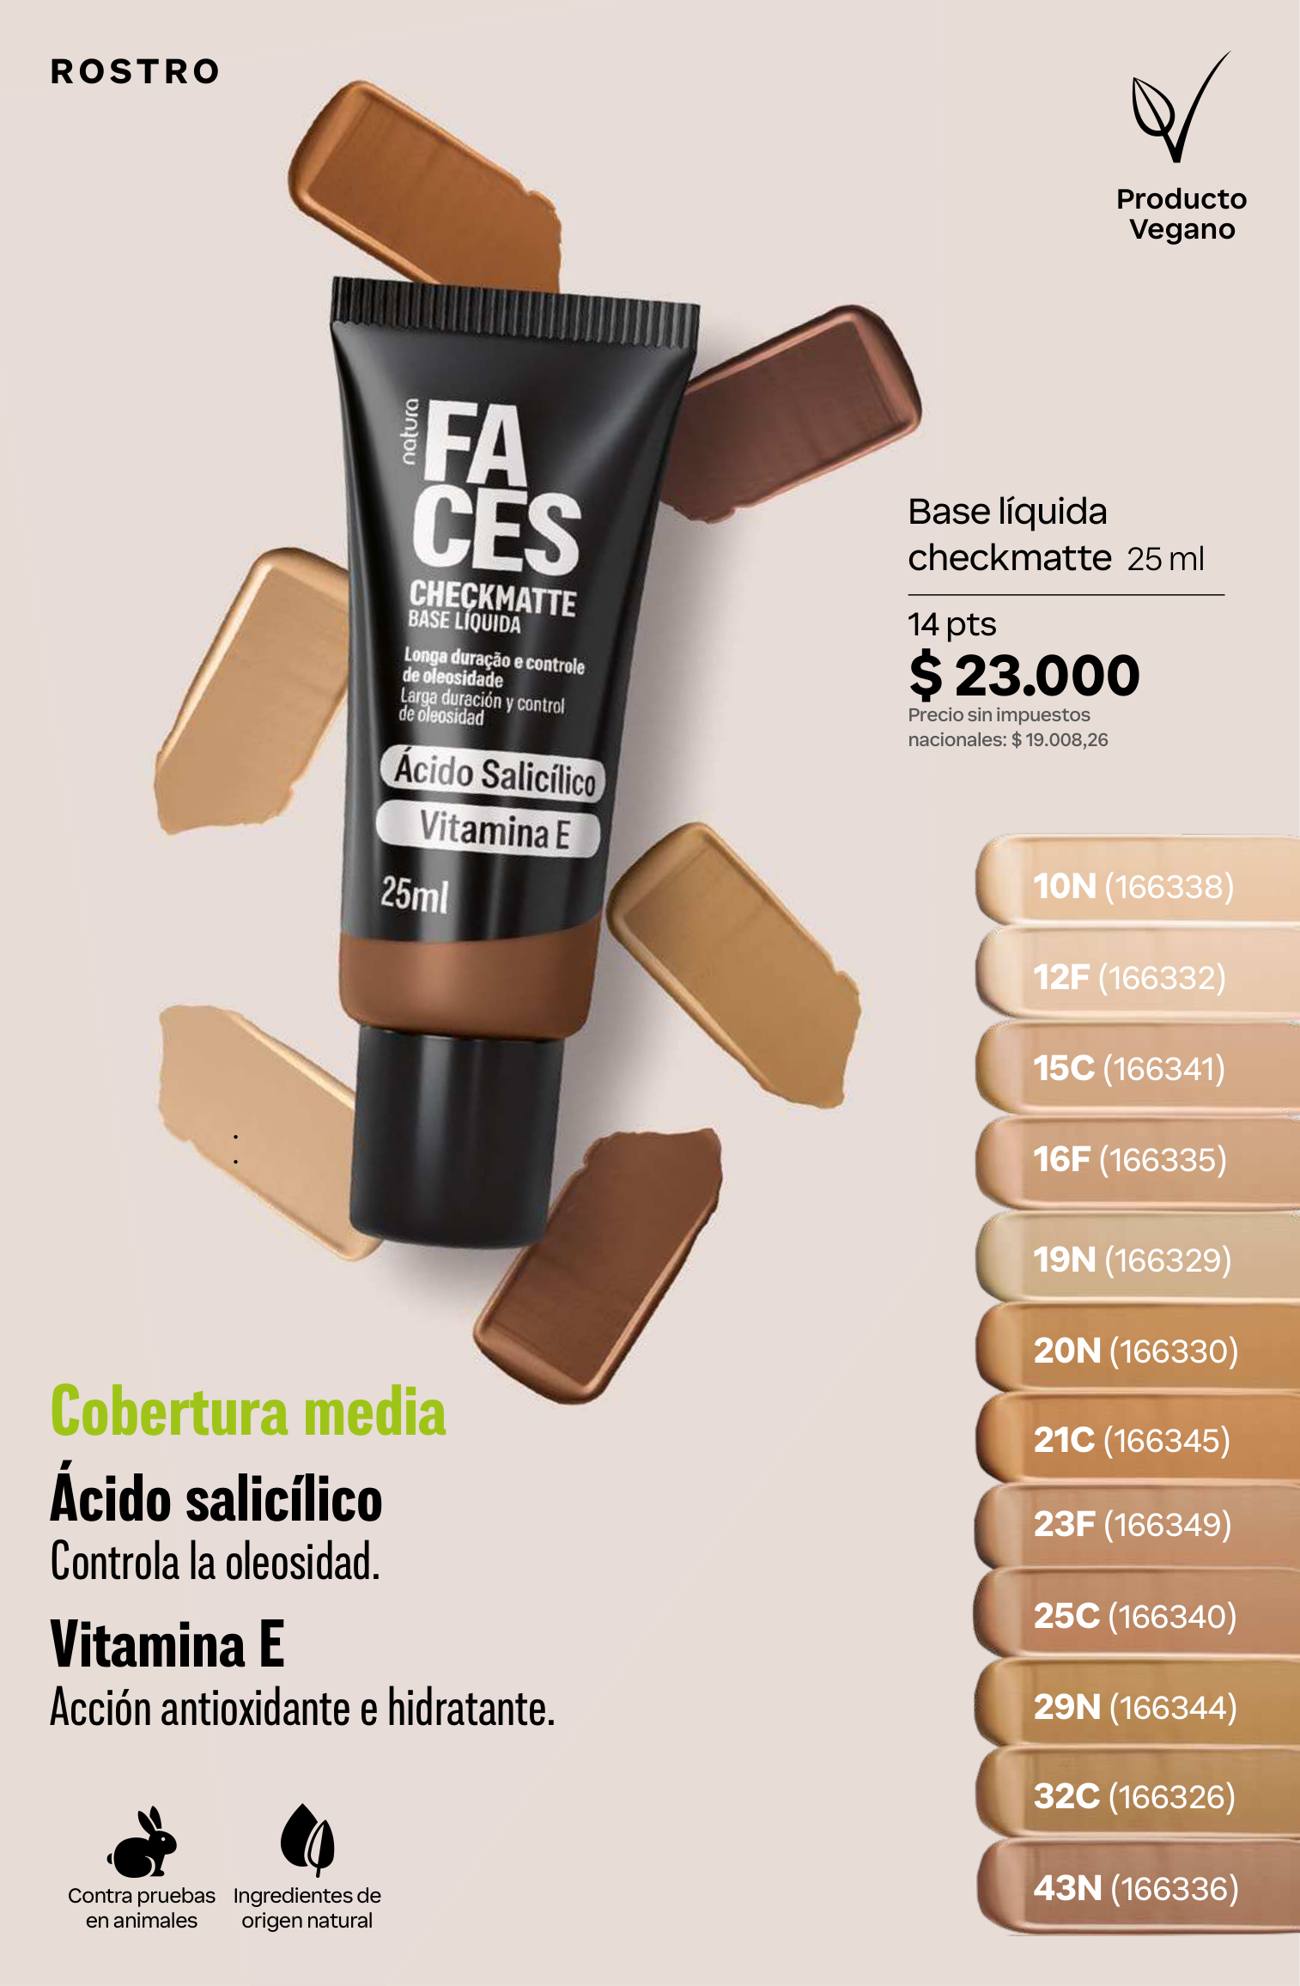 ROSTRO
Producto
Vegano
natura
FA
CES
CHECKMATTE
BASE LÍQUIDA
Longa duração e controle
de oleosidade
Larga duración y control
de oleosidad
Ácido Salicílico
Vitamina E
25ml
Base líquida
checkmatte 25 ml
14 pts
$ 23.000
Precio sin impuestos
nacionales: $ 19.008,26
10N (166338)
12F (166332)
15C (166341)
16F (166335)
19N (166329)
20N (166330)
21C (166345)
23F (166349)
25C (166340)
29N (166344)
32C (166326)
43N (166336)
:
Cobertura media
Ácido salicílico
Controla la oleosidad.
Vitamina E
Acción antioxidante e hidratante.
Contra pruebas
en animales
Ingredientes de
origen natural